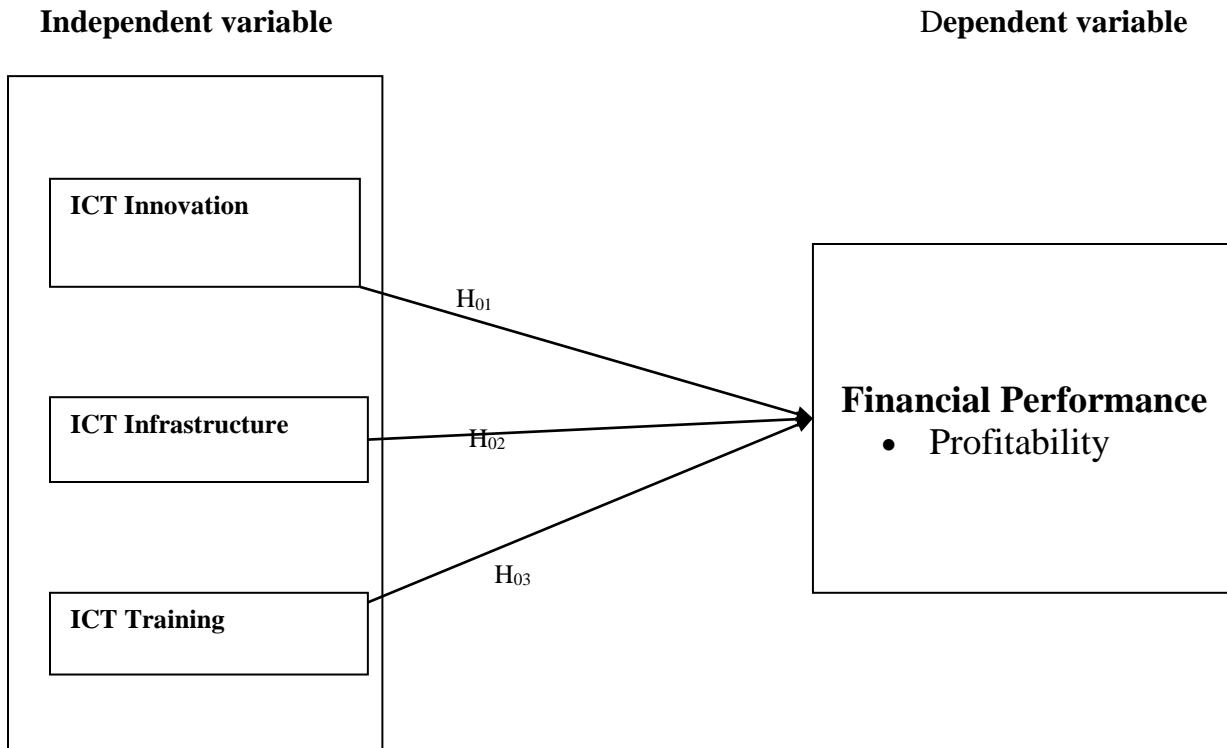 Independent variable
Dependent variable
ICT Innovation
H01
ICT Infrastructure
H02
ICT Training
H03
Financial Performance
• Profitability